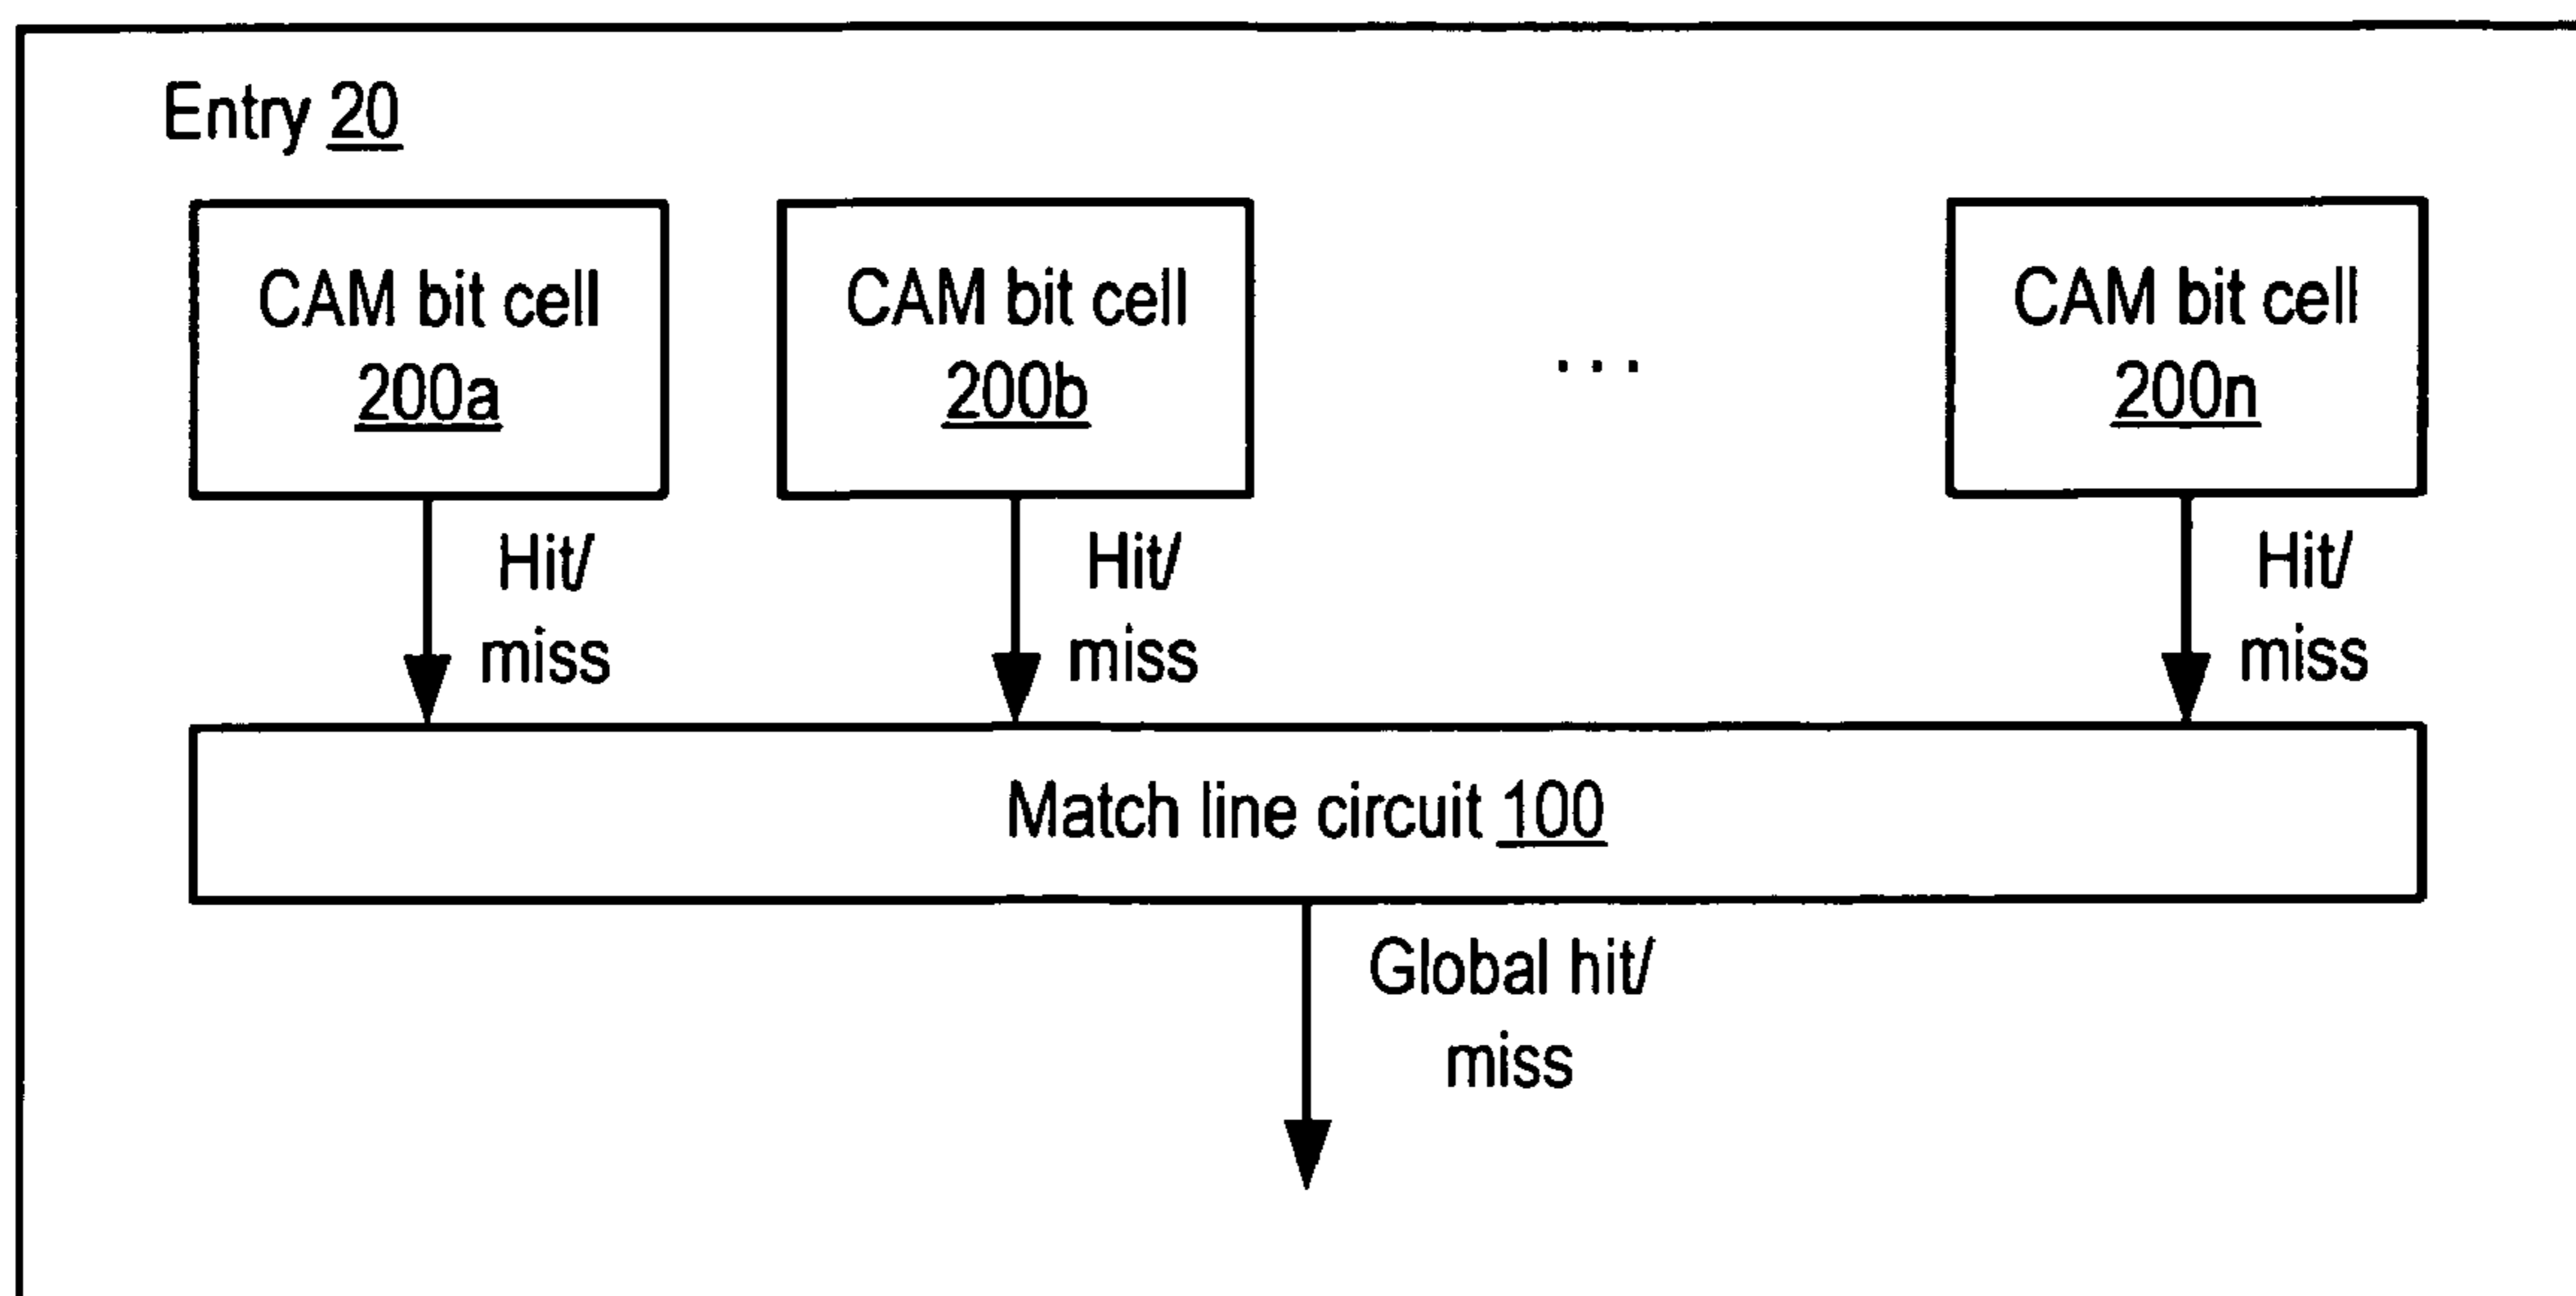 Entry 20
CAM bit cell
200a
CAM bit cell
200b
. . .
CAM bit cell
200n
Hit/
miss
Hit/
miss
Hit/
miss
Match line circuit 100
Global hit/
miss